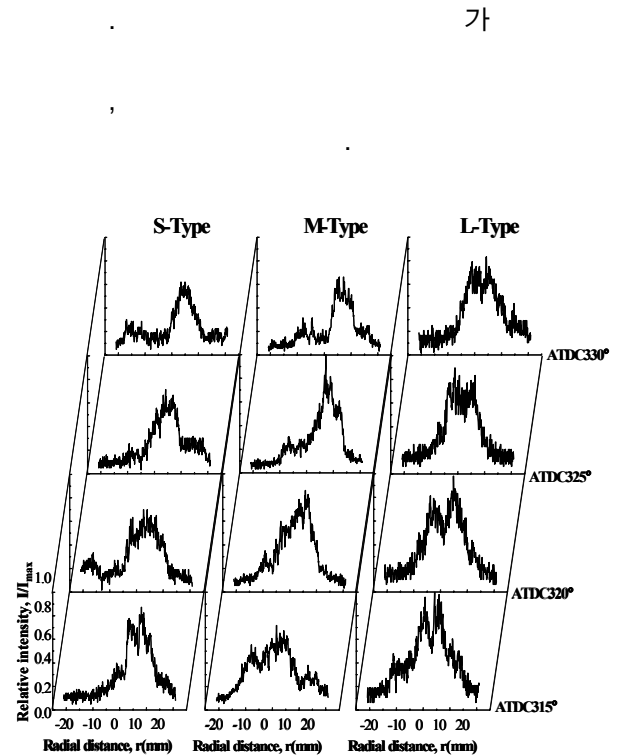 . 가
,
.
S-Type M-Type L-Type
ATDC330°
ATDC325°
ATDC320°
ATDC315°
Relative intensity, I/Imax
1.0
0.8
0.6
0.4
0.2
0.0
-20 -10 0 10 20 -20 -10 0 10 20 -20 -10 0 10 20
Radial distance, r(mm) Radial distance, r(mm) Radial distance, r(mm)